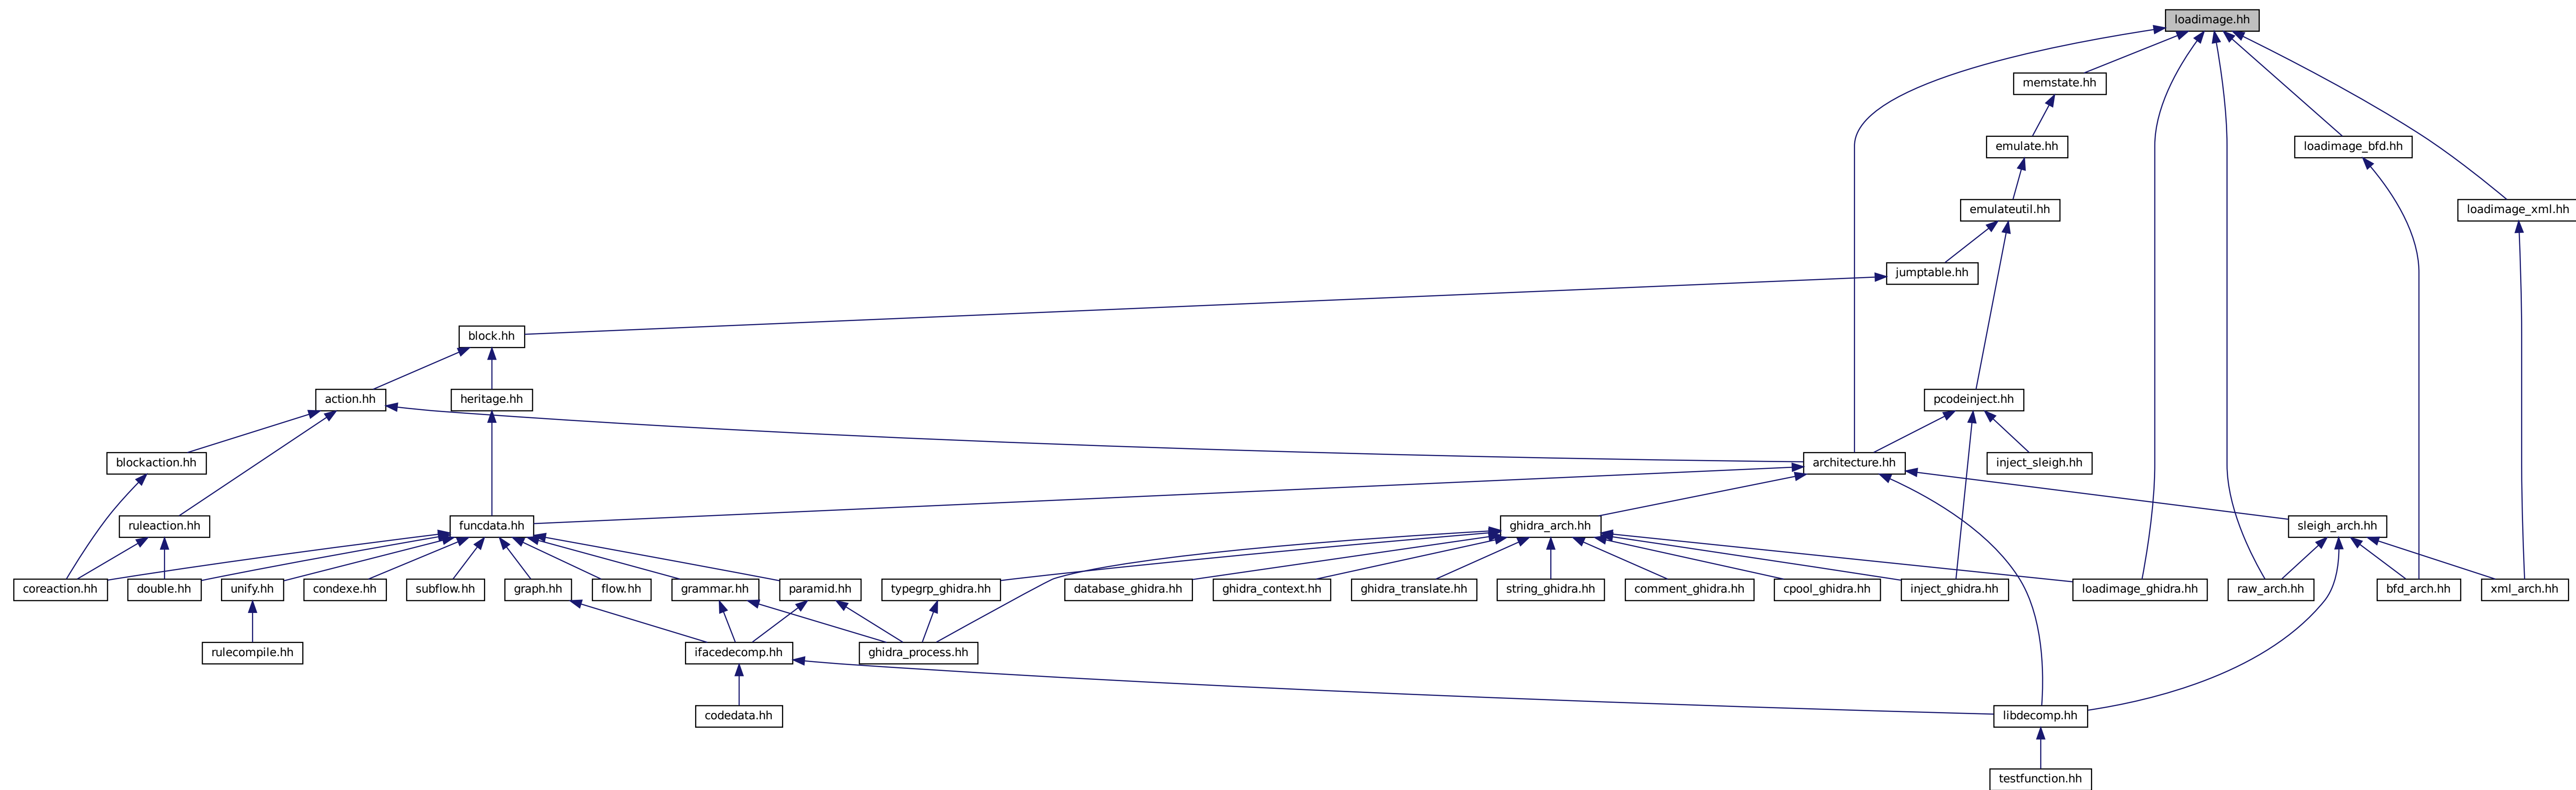 loadimage.hh
memstate.hh
emulate.hh
loadimage_bfd.hh
emulateutil.hh
loadimage_xml.hh
jumptable.hh
block.hh
action.hh
heritage.hh
pcodeinject.hh
blockaction.hh
architecture.hh
inject_sleigh.hh
ruleaction.hh
funcdata.hh
ghidra_arch.hh
sleigh_arch.hh
coreaction.hh
double.hh
unify.hh
condexe.hh
subflow.hh
graph.hh
flow.hh
grammar.hh
paramid.hh
typegrp_ghidra.hh
database_ghidra.hh
ghidra_context.hh
ghidra_translate.hh
string_ghidra.hh
comment_ghidra.hh
cpool_ghidra.hh
inject_ghidra.hh
loadimage_ghidra.hh
raw_arch.hh
bfd_arch.hh
xml_arch.hh
rulecompile.hh
ifacedecomp.hh
ghidra_process.hh
codedata.hh
libdecomp.hh
testfunction.hh